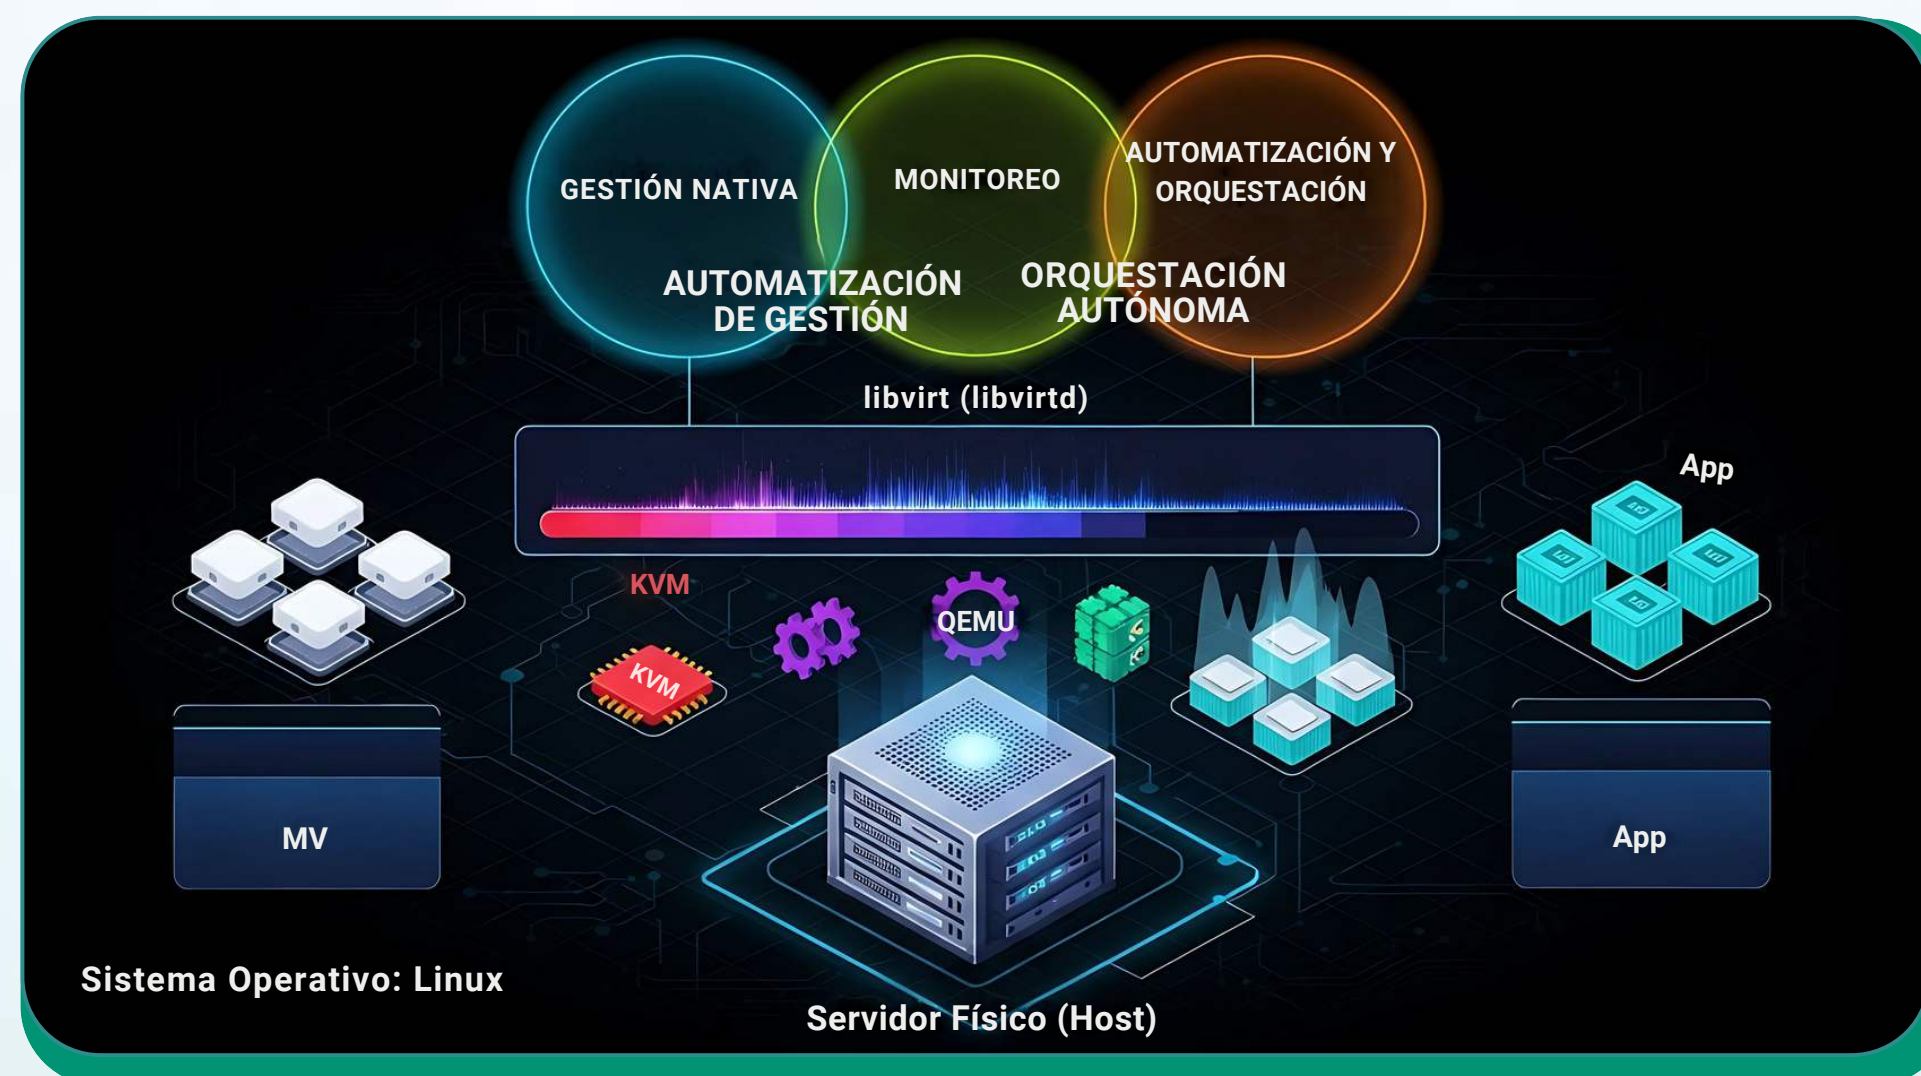 GESTIÓN NATIVA
MONITOREO
AUTOMATIZACIÓN Y
ORQUESTACIÓN
AUTOMATIZACIÓN
DE GESTIÓN
ORQUESTACIÓN
AUTÓNOMA
libvirt (libvirtd)
App
KVM
QEMU
KVM
MV
App
Sistema Operativo: Linux
Servidor Físico (Host)